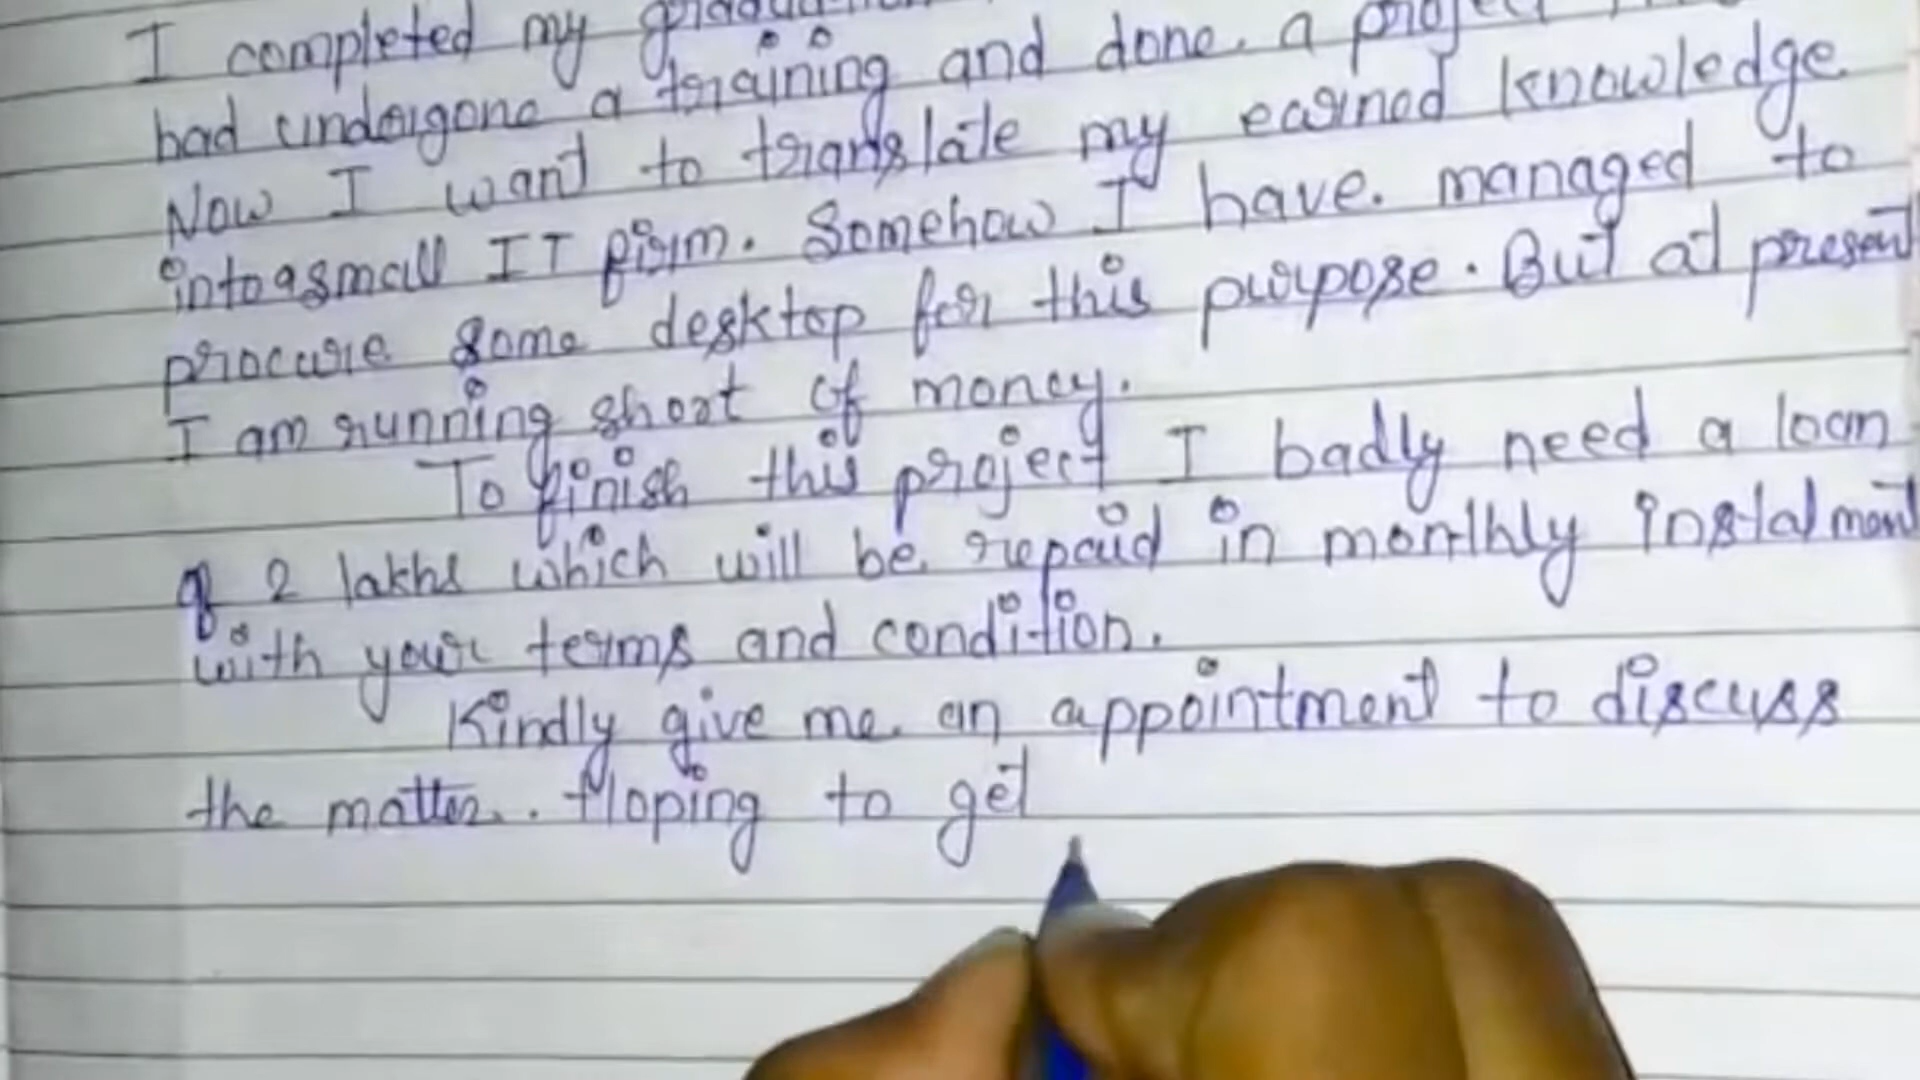 I completed my graduation
had undergone a training and done a project
Now I want to translate my earned knowledge
into a small IT firm. Somehow I have managed to
procure some desktop for this purpose. But at present
I am running short of money.
To finish this project I badly need a loan
of 2 lakhs which will be repaid in monthly instalment
with your terms and condition.
Kindly give me an appointment to discuss
the matter. Hoping to get